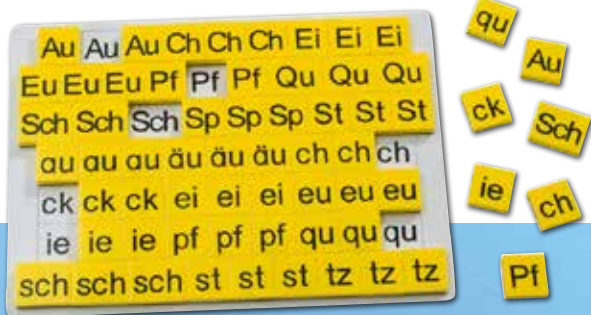 Au Au Au Ch Ch Ch Ei Ei Ei
Eu Eu Eu Pf Pf Pf Qu Qu Qu
Sch Sch Sch Sp Sp Sp St St St
au au au äu äu äu ch ch ch
ck ck ck ei ei ei eu eu eu
ie ie ie pf pf pf qu qu qu
sch sch sch st st st tz tz tz
qu
Au
ck
Sch
ie
ch
Pf